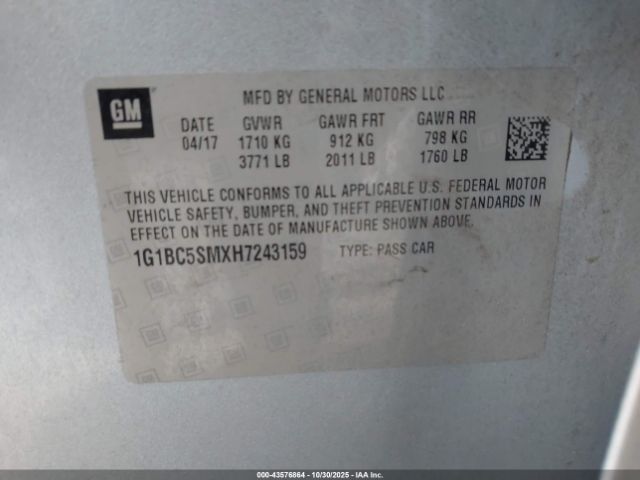 GM
MFD BY GENERAL MOTORS LLC
DATE GVWR GAWR FRT GAWR RR
04/17 1710 KG 912 KG 798 KG
3771 LB 2011 LB 1760 LB
THIS VEHICLE CONFORMS TO ALL APPLICABLE U.S. FEDERAL MOTOR
VEHICLE SAFETY, BUMPER, AND THEFT PREVENTION STANDARDS IN
EFFECT ON THE DATE OF MANUFACTURE SHOWN ABOVE.
1G1BC5SMXH7243159 TYPE: PASS CAR
000-43576864 | 10/30/2025 | IAAI, Inc.